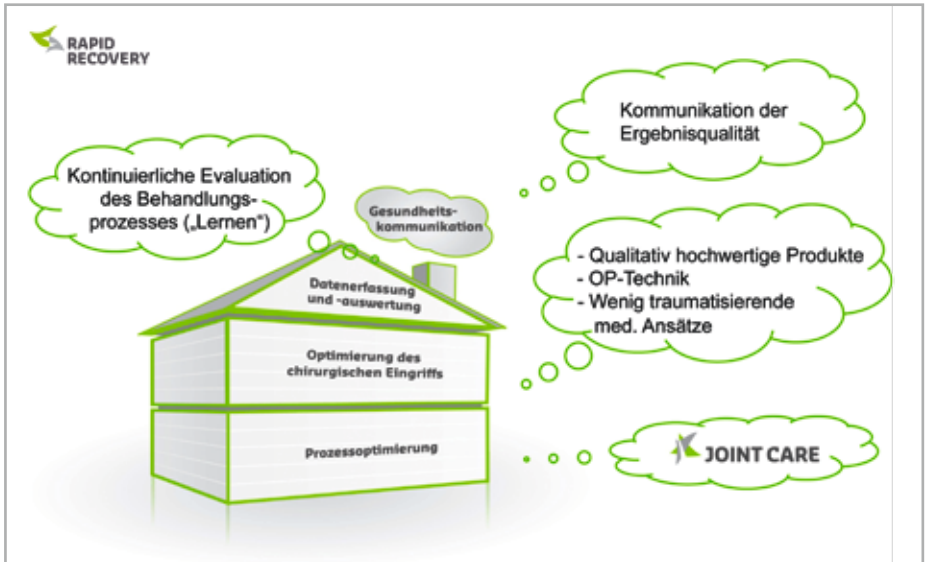 RAPID
RECOVERY
Kommunikation der
Ergebnisqualität
Kontinuierliche Evaluation
des Behandlungs-
prozesses („Lernen“)
Gesundheits-
kommunikation
- Qualitativ hochwertige Produkte
- OP-Technik
- Wenig traumatisierende
med. Ansätze
Datenerfassung
und -auswertung
Optimierung des
chirurgischen Eingriffs
Prozessoptimierung
JOINT CARE